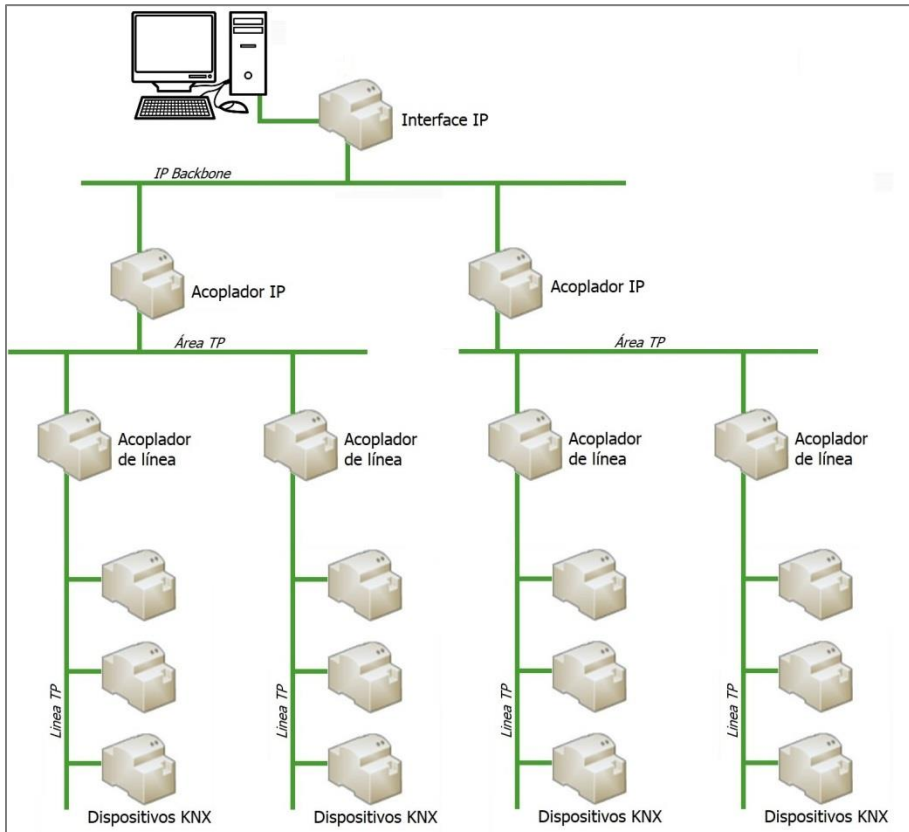 Interface IP
IP Backbone
Acoplador IP
Acoplador IP
Área TP
Área TP
Acoplador
de línea
Acoplador
de línea
Acoplador
de línea
Acoplador
de línea
Línea TP
Línea TP
Línea TP
Línea TP
Dispositivos KNX
Dispositivos KNX
Dispositivos KNX
Dispositivos KNX